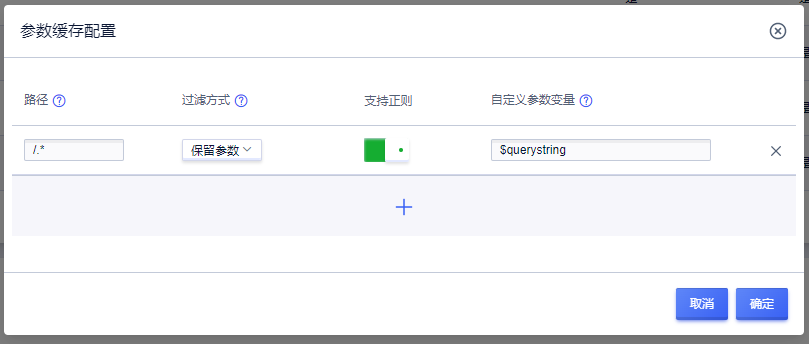 参数缓存配置
路径 过滤方式 支持正则 自定义参数变量
/.* 保留参数 $querystring
取消 确定